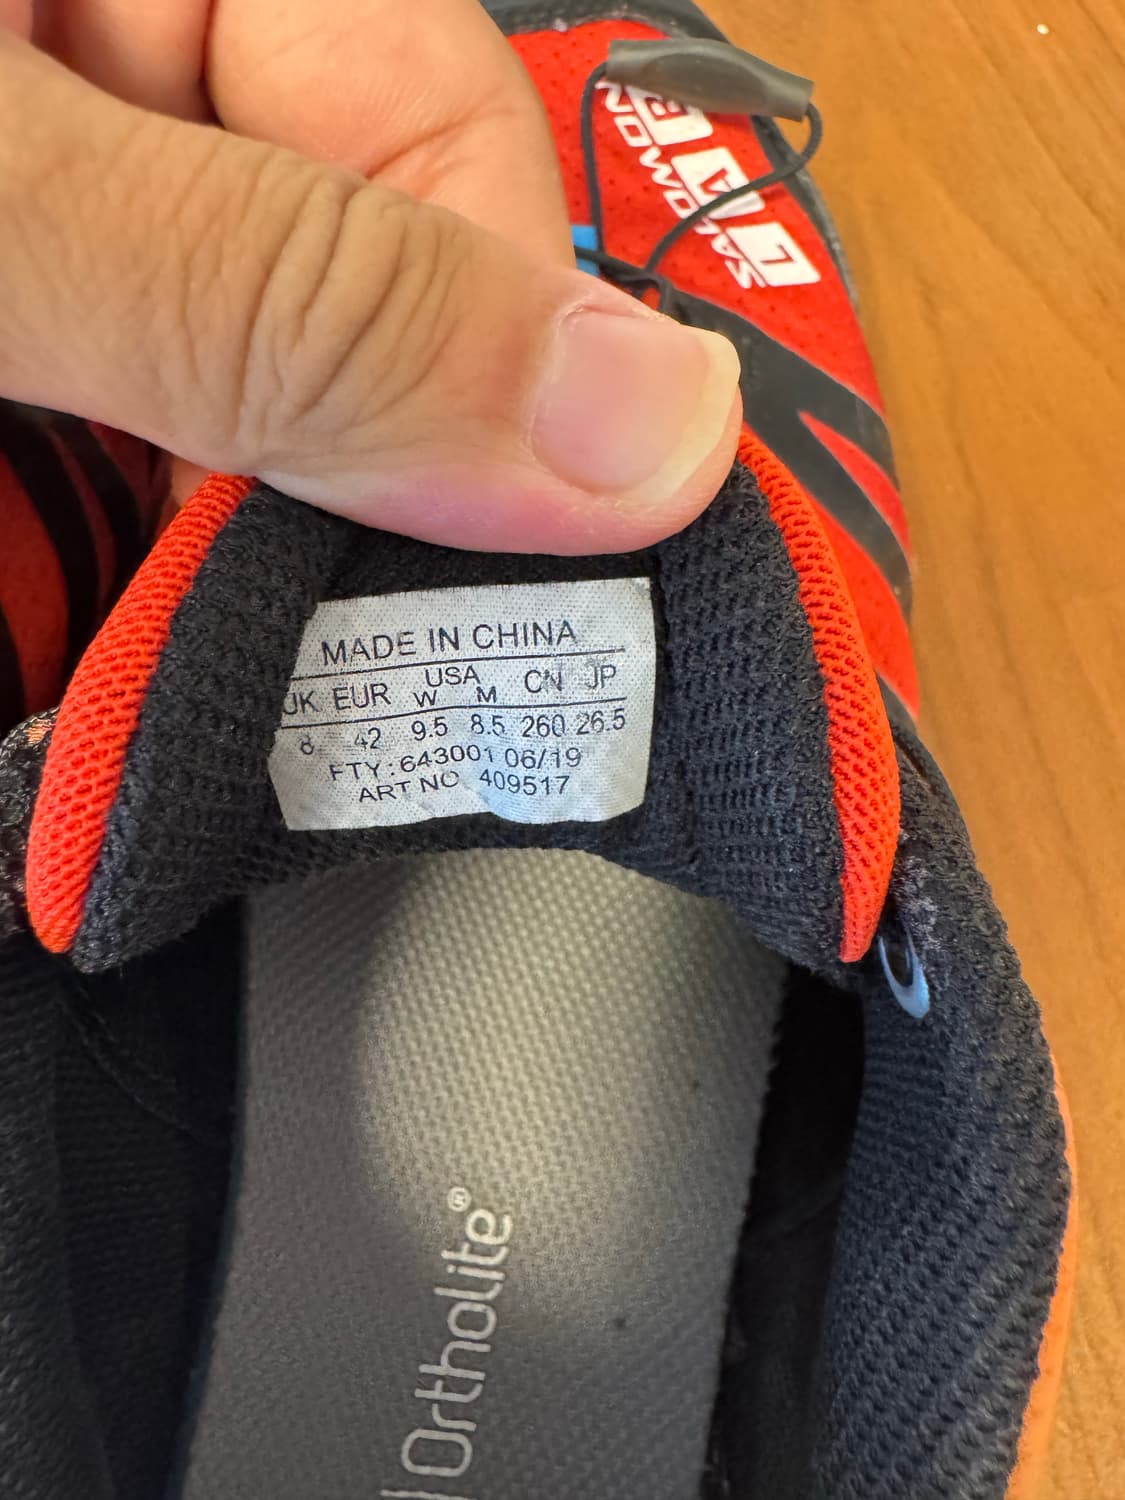 SALOMON
LAB
MADE IN CHINA
UK EUR USA CN JP
W M
8 42 9.5 8.5 260 26.5
FTY: 643001 06/19
ART NO 409517
Ortholite®